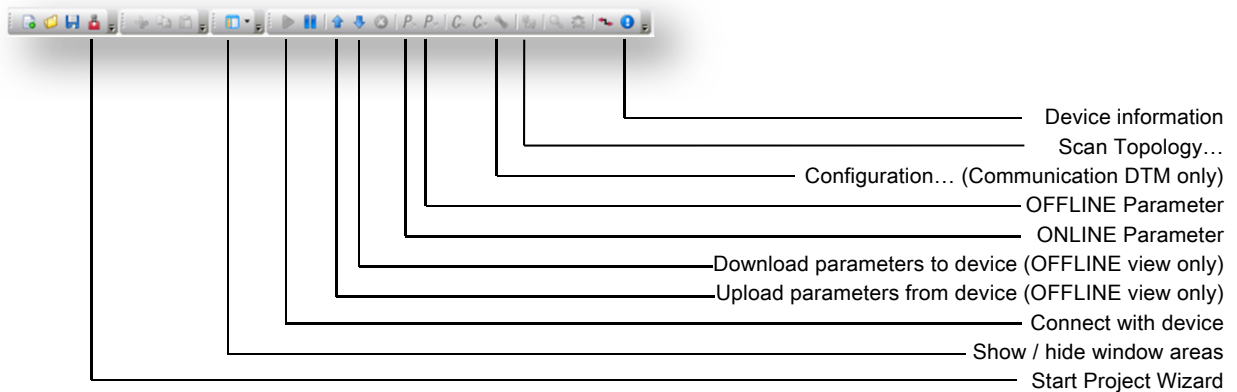 P P C C
Device information
Scan Topology…
Configuration… (Communication DTM only)
OFFLINE Parameter
ONLINE Parameter
Download parameters to device (OFFLINE view only)
Upload parameters from device (OFFLINE view only)
Connect with device
Show / hide window areas
Start Project Wizard